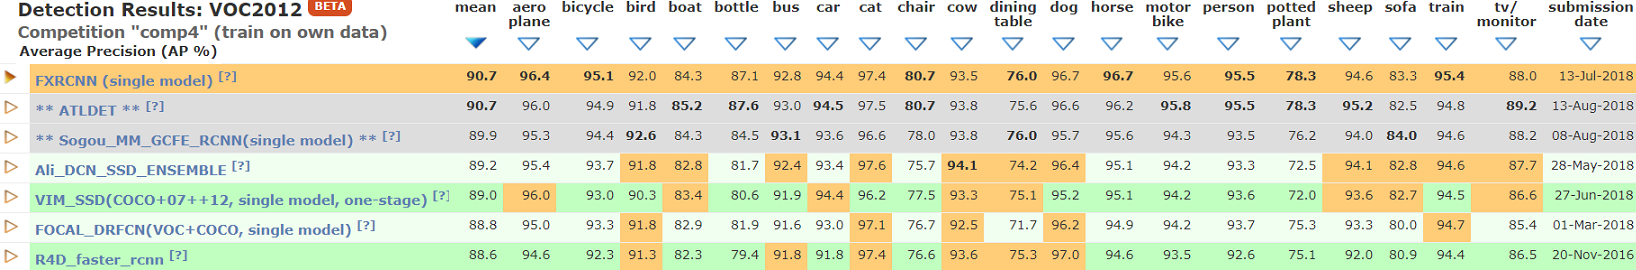 Detection Results: VOC2012 BETA
Competition "comp4" (train on own data)
Average Precision (AP %)
mean aero plane bicycle bird boat bottle bus car cat chair cow dining table dog horse motor bike person potted plant sheep sofa train tv/ monitor submission date
FXRCNN (single model) [?] 90.7 96.4 95.1 92.0 84.3 87.1 92.8 94.4 97.4 80.7 93.5 76.0 96.7 96.7 95.6 95.5 78.3 94.6 83.3 95.4 88.0 13-Jul-2018
** ATLDET ** [?] 90.7 96.0 94.9 91.8 85.2 87.6 93.0 94.5 97.5 80.7 93.8 75.6 96.6 96.2 95.8 95.5 78.3 95.2 82.5 94.8 89.2 13-Aug-2018
** Sogou_MM_GCFE_RCNN(single model) ** [?] 89.9 95.3 94.4 92.6 84.3 84.5 93.1 93.6 96.6 78.0 93.8 76.0 95.7 95.6 94.3 93.5 76.2 94.0 84.0 94.6 88.2 08-Aug-2018
Ali_DCN_SSD_ENSEMBLE [?] 89.2 95.4 93.7 91.8 82.8 81.7 92.4 93.4 97.6 75.7 94.1 74.2 96.4 95.1 94.2 93.3 72.5 94.1 82.8 94.6 87.7 28-May-2018
VIM_SSD(COCO+07++12, single model, one-stage) [?] 89.0 96.0 93.0 90.3 83.4 80.6 91.9 94.4 96.2 77.5 93.3 75.1 95.2 95.1 94.2 93.6 72.0 93.6 82.7 94.5 86.6 27-Jun-2018
FOCAL_DRFCN(VOC+COCO, single model) [?] 88.8 95.0 93.3 91.8 82.9 81.9 91.6 93.0 97.1 76.7 92.5 71.7 96.2 94.9 94.2 93.7 75.3 93.3 80.0 94.7 85.4 01-Mar-2018
R4D_faster_rcnn [?] 88.6 94.6 92.3 91.3 82.3 79.4 91.8 91.8 97.4 76.6 93.6 75.3 97.0 94.6 93.5 92.6 75.1 92.0 80.9 94.4 86.5 20-Nov-2016